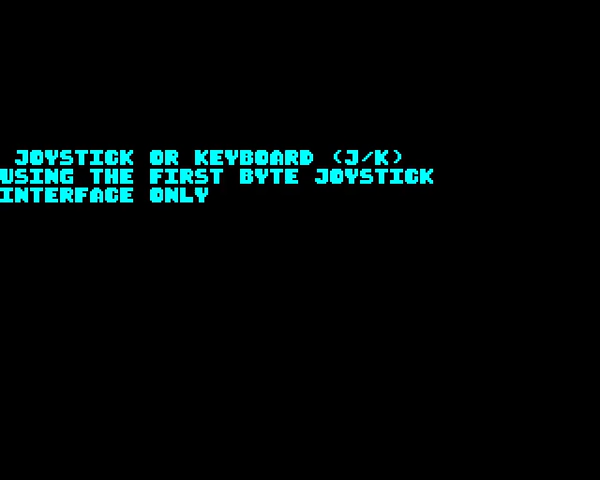 JOYSTICK OR KEYBOARD (J/K)
USING THE FIRST BYTE JOYSTICK
INTERFACE ONLY